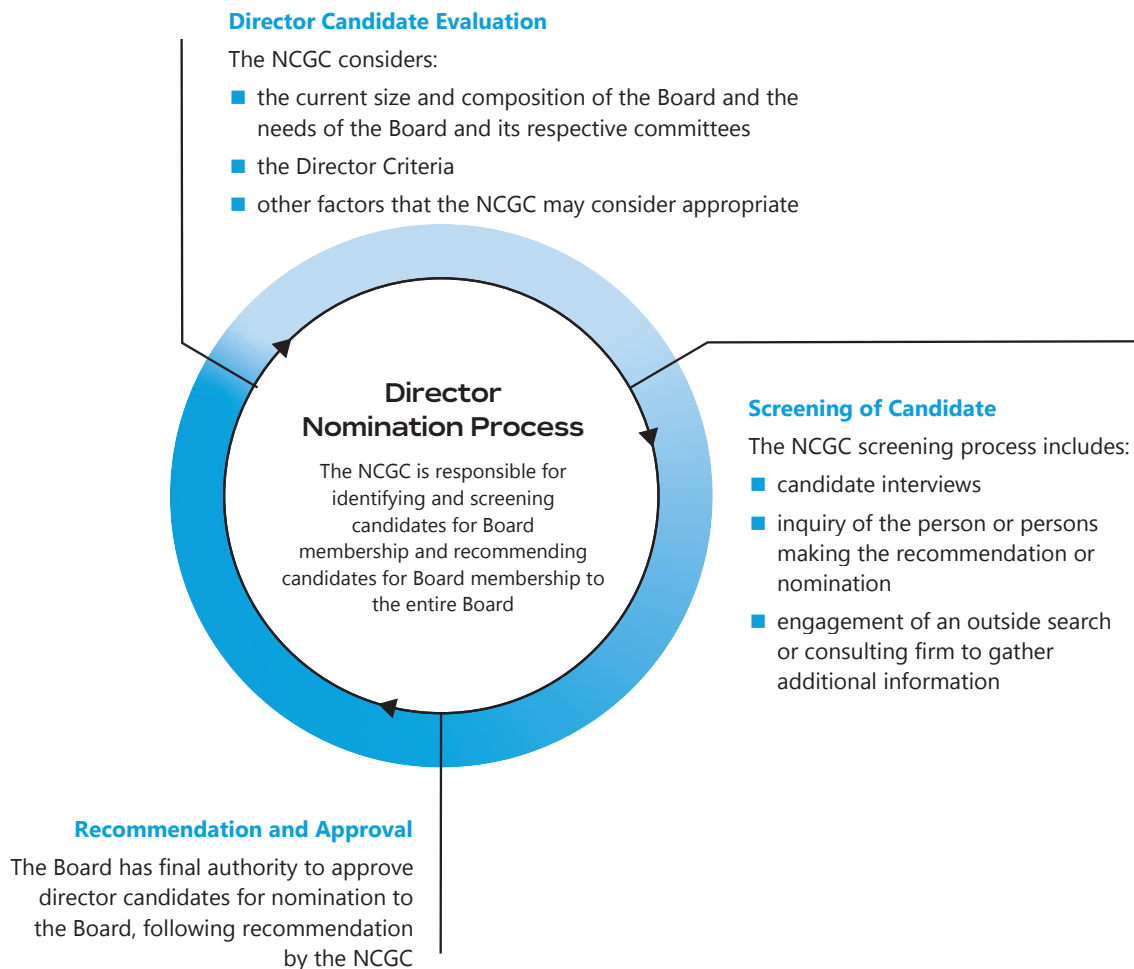 Director Candidate Evaluation
The NCGC considers:
the current size and composition of the Board and the
needs of the Board and its respective committees
the Director Criteria
other factors that the NCGC may consider appropriate
Director
Nomination Process
The NCGC is responsible for
identifying and screening
candidates for Board
membership and recommending
candidates for Board membership to
the entire Board
Screening of Candidate
The NCGC screening process includes:
candidate interviews
inquiry of the person or persons
making the recommendation or
nomination
engagement of an outside search
or consulting firm to gather
additional information
Recommendation and Approval
The Board has final authority to approve
director candidates for nomination to
the Board, following recommendation
by the NCGC